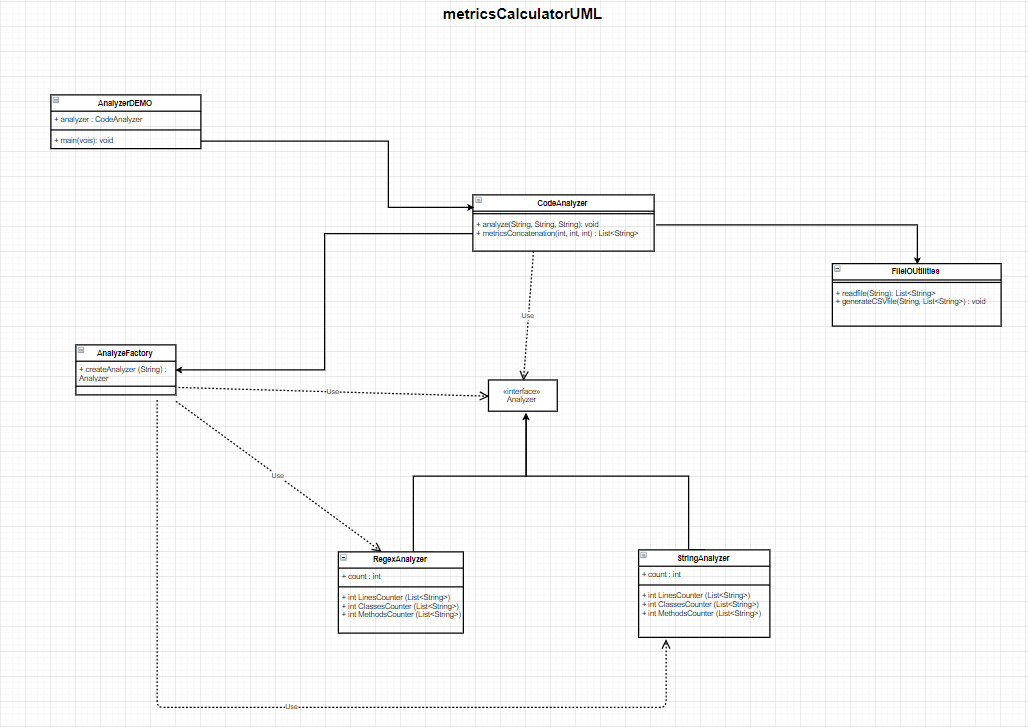 metricsCalculatorUML
AnalyzerDEMO
+ analyzer : CodeAnalyzer
+ main(vois): void
CodeAnalyzer
+ analyze(String, String, String): void
+ metricsConcatenation(int, int, int) : List<String>
FileIOUtilities
+ readfile(String): List<String>
+ generateCSVfile(String, List<String>) : void
Use
AnalyzeFactory
+ createAnalyzer (String) :
Analyzer
Use
«interface»
Analyzer
Use
RegexAnalyzer
+ count : int
+ int LinesCounter (List<String>)
+ int ClassesCounter (List<String>)
+ int MethodsCounter (List<String>)
StringAnalyzer
+ count : int
+ int LinesCounter (List<String>)
+ int ClassesCounter (List<String>)
+ int MethodsCounter (List<String>)
Use